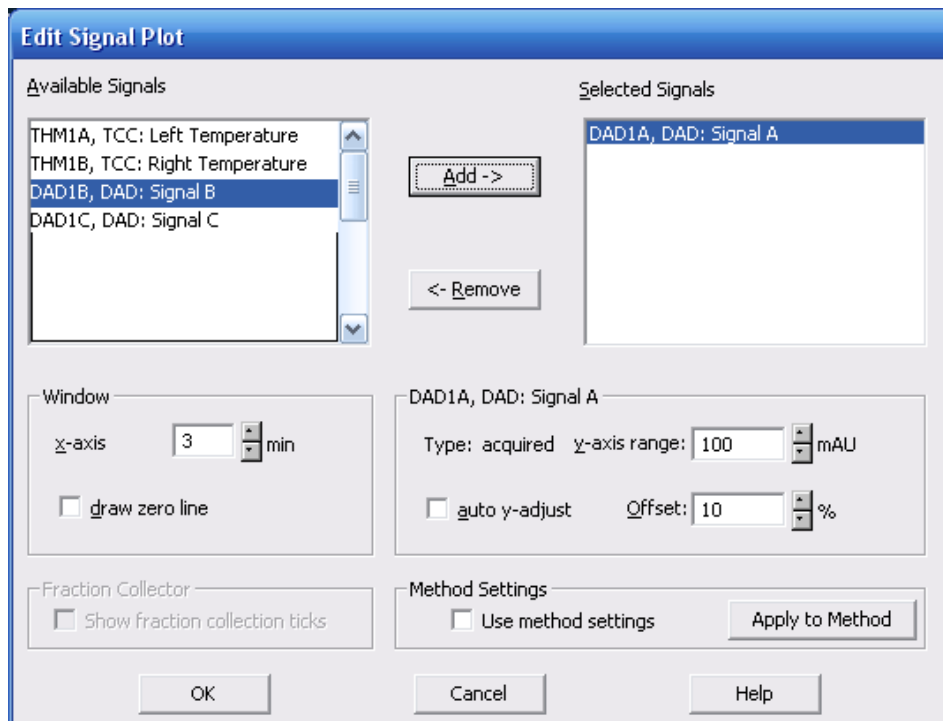 Edit Signal Plot
Available Signals
Selected Signals
THM1A, TCC: Left Temperature
THM1B, TCC: Right Temperature
DAD1B, DAD: Signal B
DAD1C, DAD: Signal C
DAD1A, DAD: Signal A
Add ->
<- Remove
Window
x-axis 3 min
draw zero line
DAD1A, DAD: Signal A
Type: acquired y-axis range: 100 mAU
auto y-adjust Offset: 10 %
Fraction Collector
Show fraction collection ticks
Method Settings
Use method settings Apply to Method
OK Cancel Help